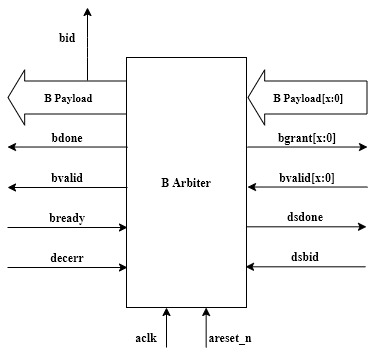 bid
B Payload
B Payload[x:0]
bdone
bgrant[x:0]
bvalid
B Arbiter
bvalid[x:0]
bready
dsdone
decerr
dsbid
aclk
areset_n